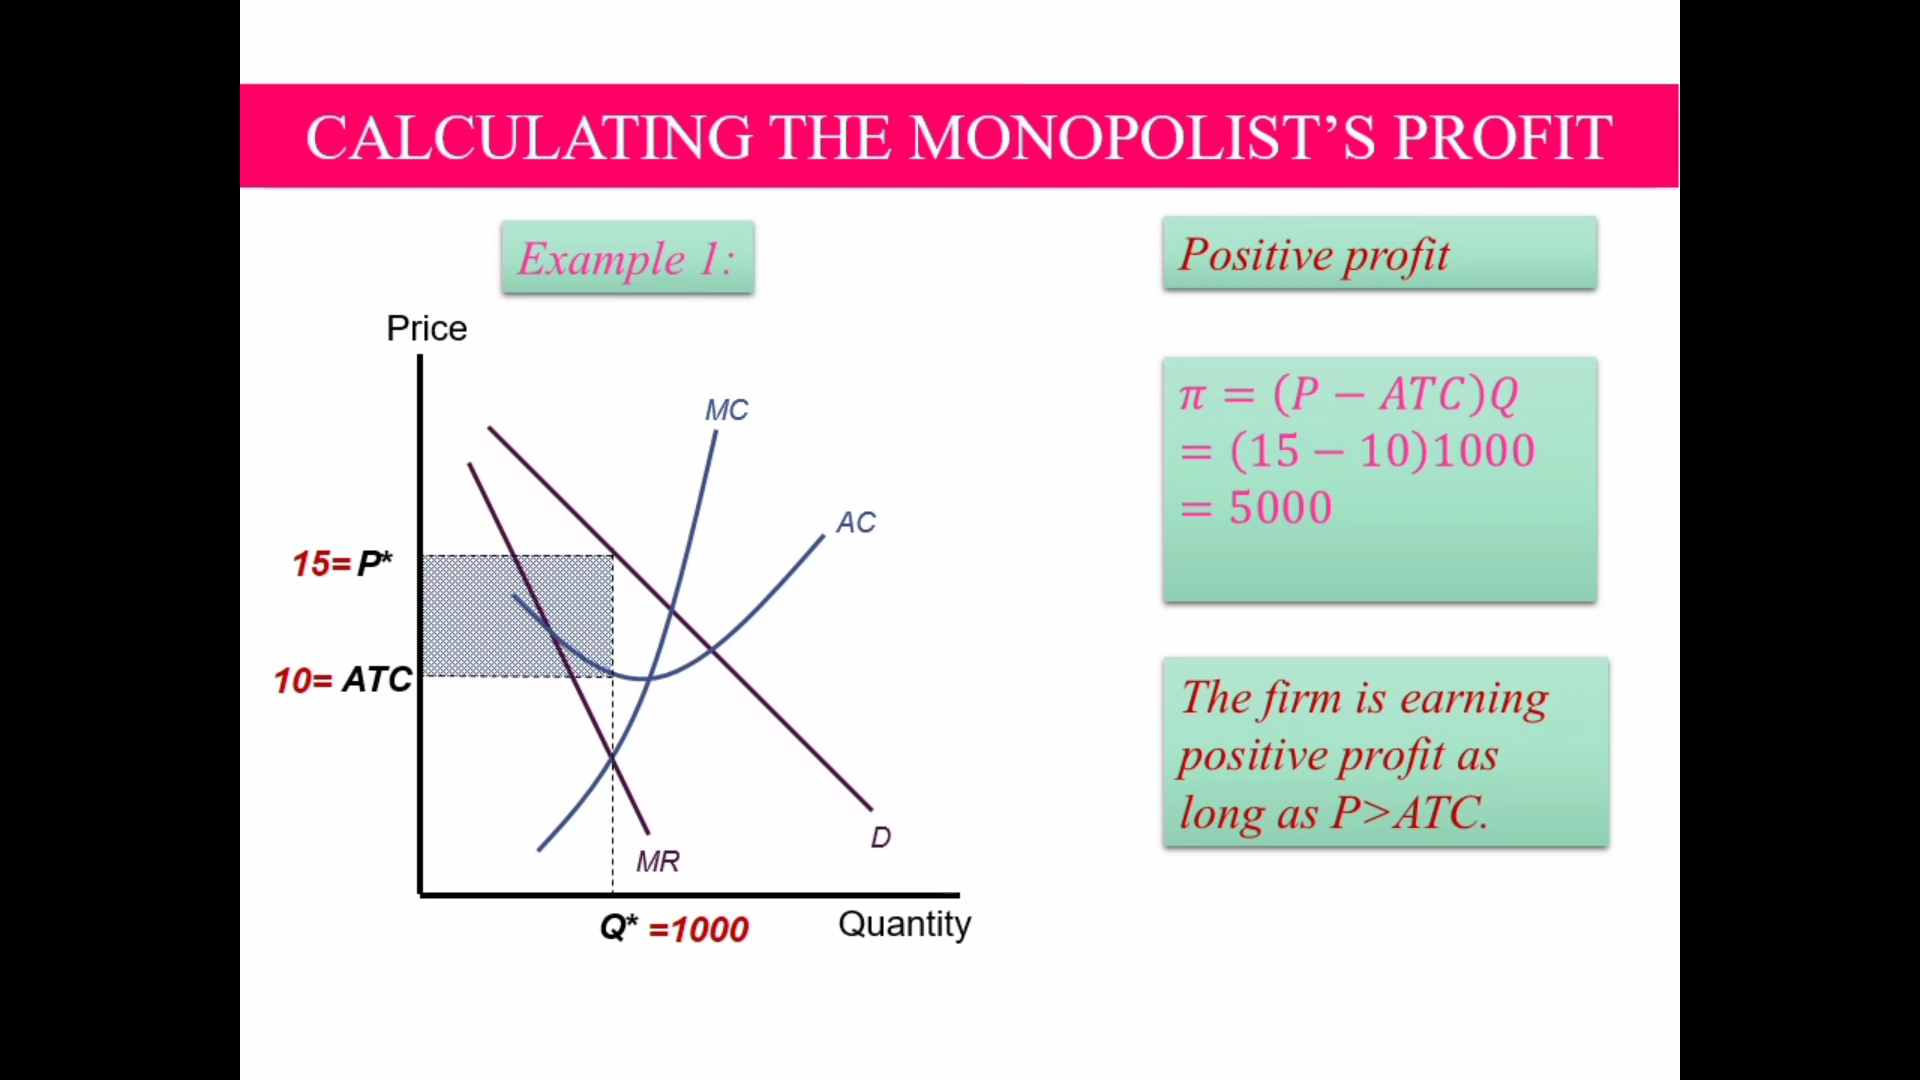 CALCULATING THE MONOPOLIST’S PROFIT
Example 1:
Price
MC
AC
15= P*
10= ATC
D
MR
Q* =1000
Quantity
Positive profit
π = (P − ATC)Q
= (15 − 10)1000
= 5000
The firm is earning
positive profit as
long as P>ATC.